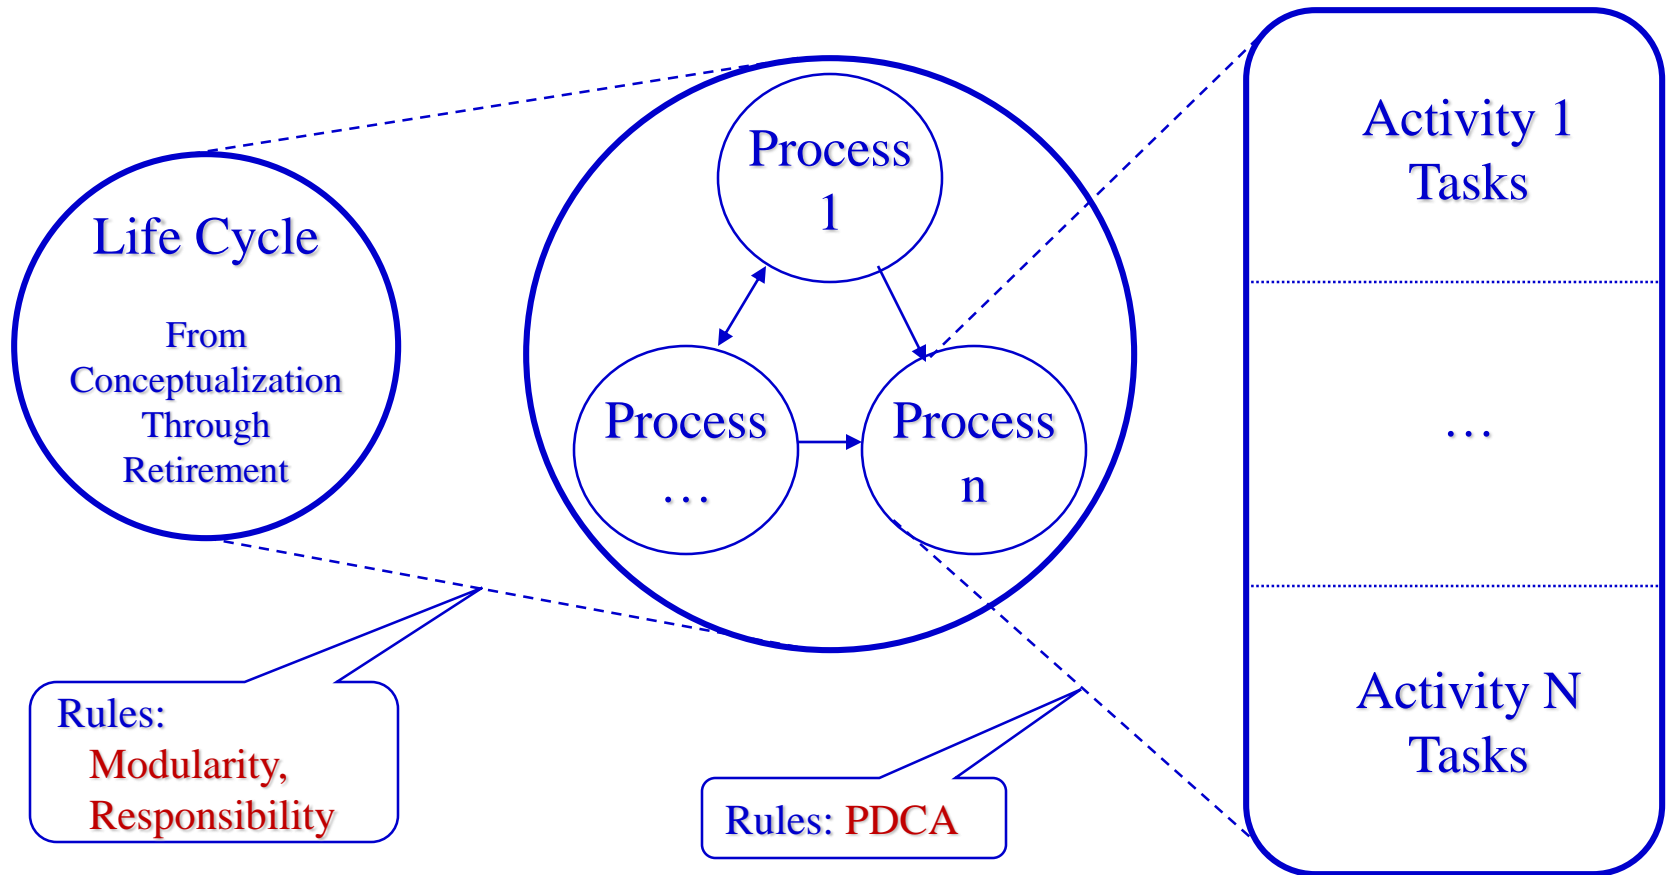 Life Cycle
From
Conceptualization
Through
Retirement
Process
1
Process
…
Process
n
Activity 1
Tasks
…
Activity N
Tasks
Rules:
Modularity,
Responsibility
Rules: PDCA